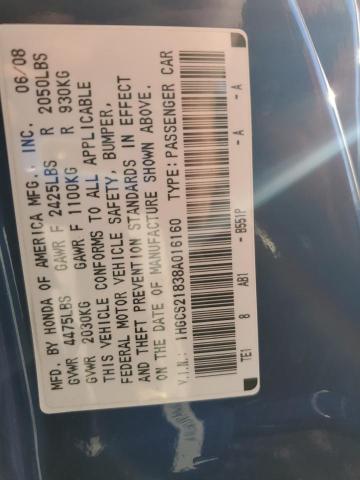 MFD. BY HONDA OF AMERICA MFG., INC. 06/08
GVWR 4475LBS GAWR F 2425LBS R 2050LBS
GVWR 2030KG GAWR F 1100KG R 930KG
THIS VEHICLE CONFORMS TO ALL APPLICABLE
FEDERAL MOTOR VEHICLE SAFETY, BUMPER,
AND THEFT PREVENTION STANDARDS IN EFFECT
ON THE DATE OF MANUFACTURE SHOWN ABOVE.
V.I.N.: 1HGCS21838A016160 TYPE:PASSENGER CAR
TE1 8 AB1 -B551P -A -A